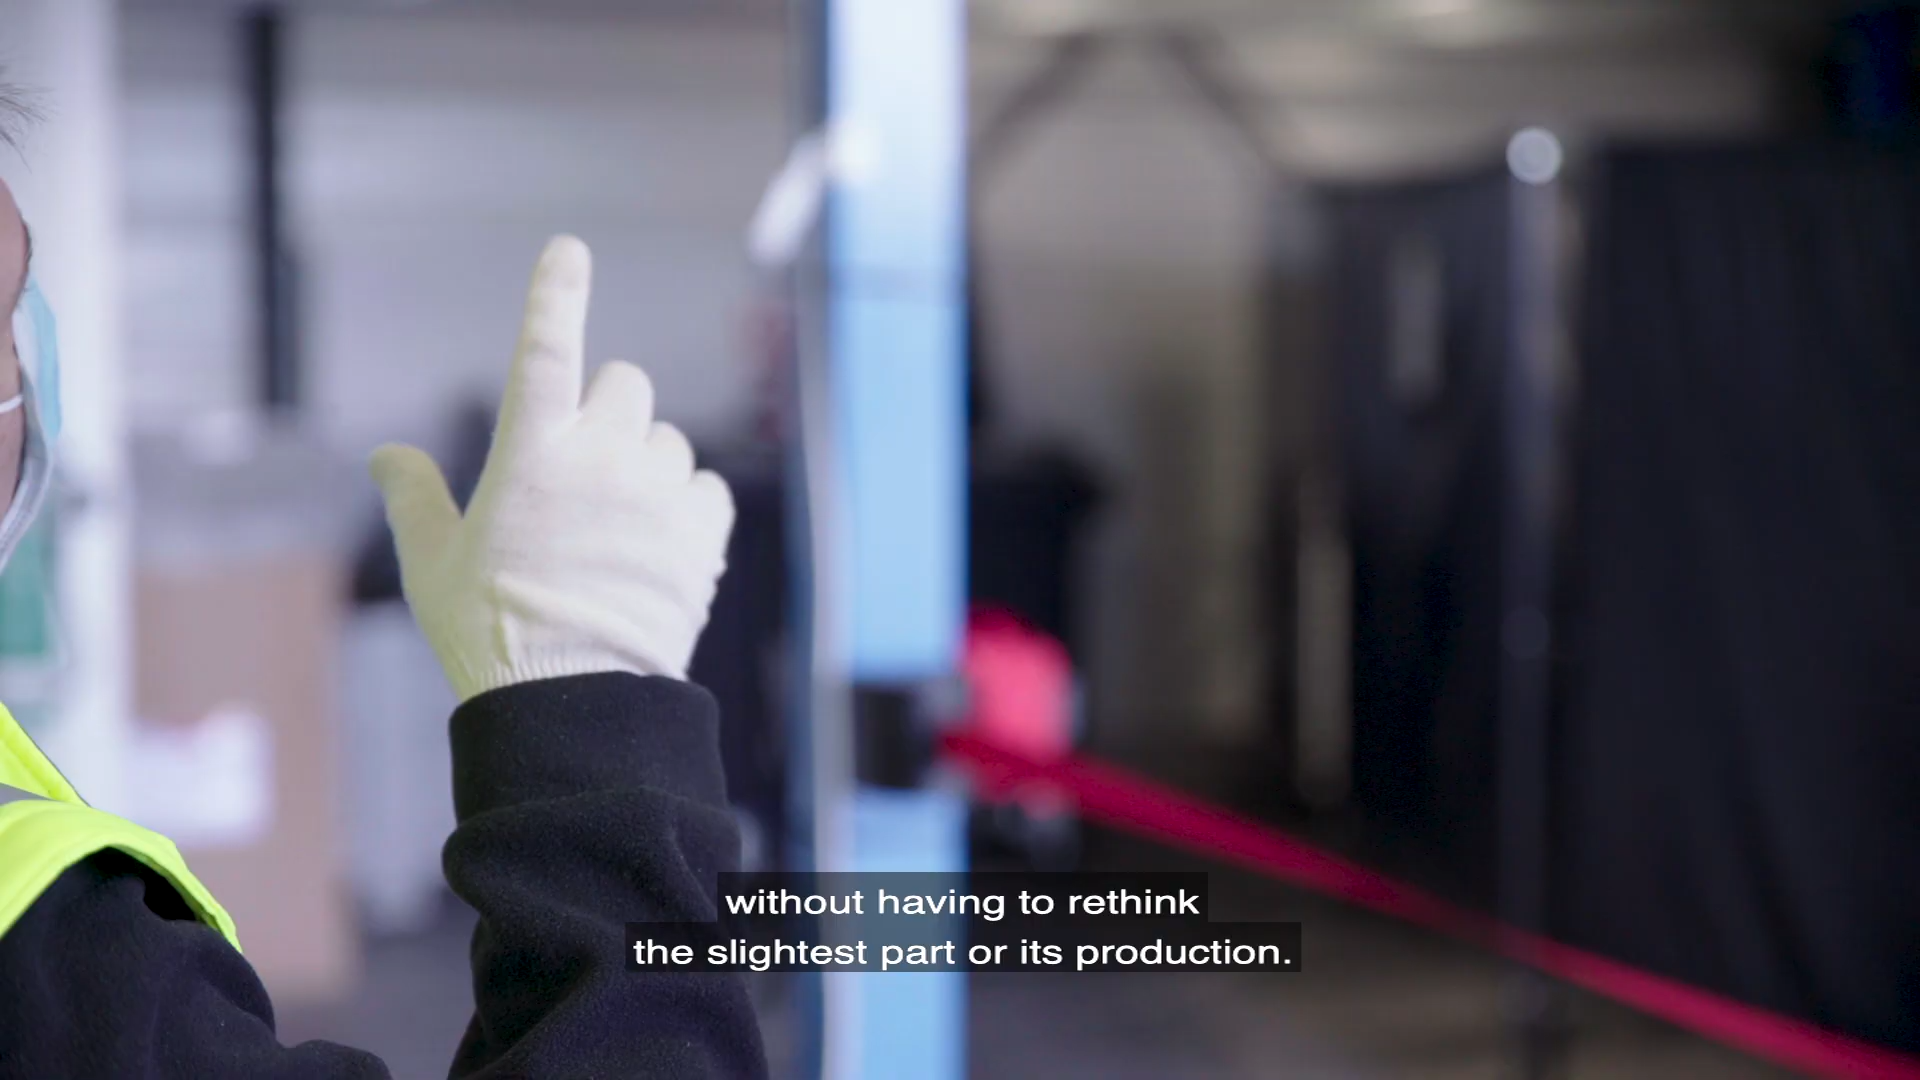 without having to rethink
the slightest part or its production.